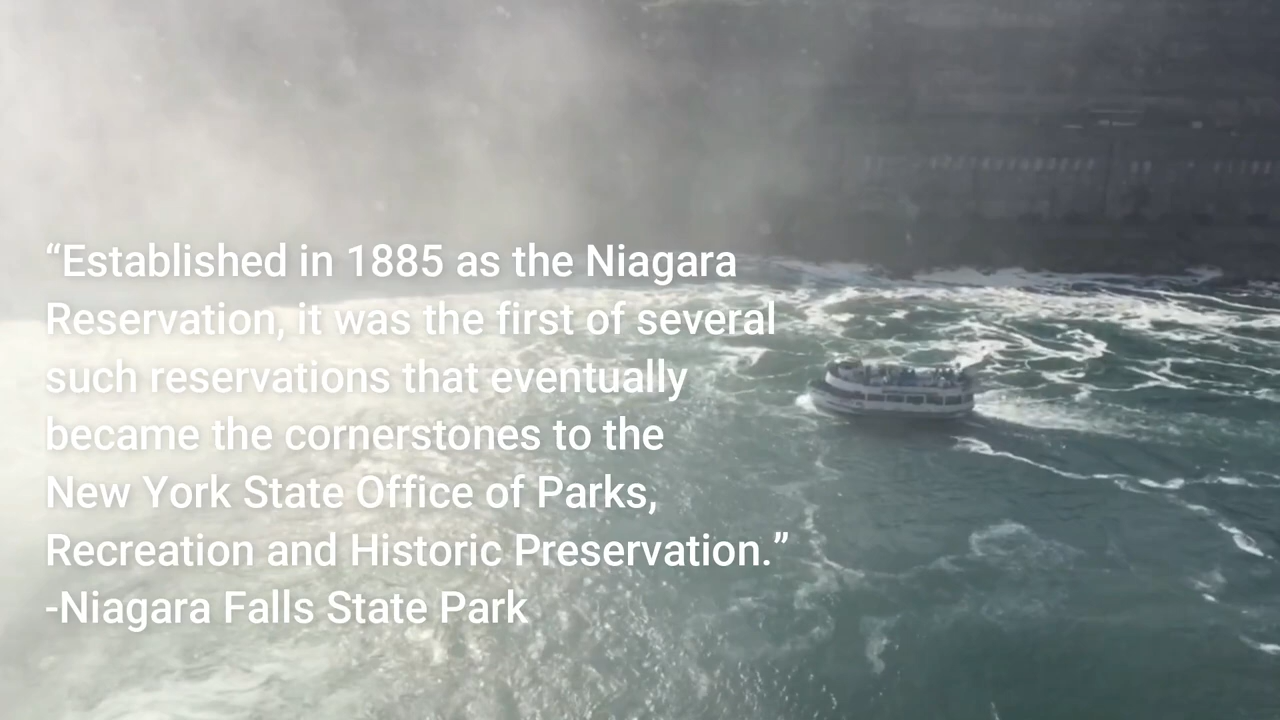 “Established in 1885 as the Niagara
Reservation, it was the first of several
such reservations that eventually
became the cornerstones to the
New York State Office of Parks,
Recreation and Historic Preservation.”
-Niagara Falls State Park